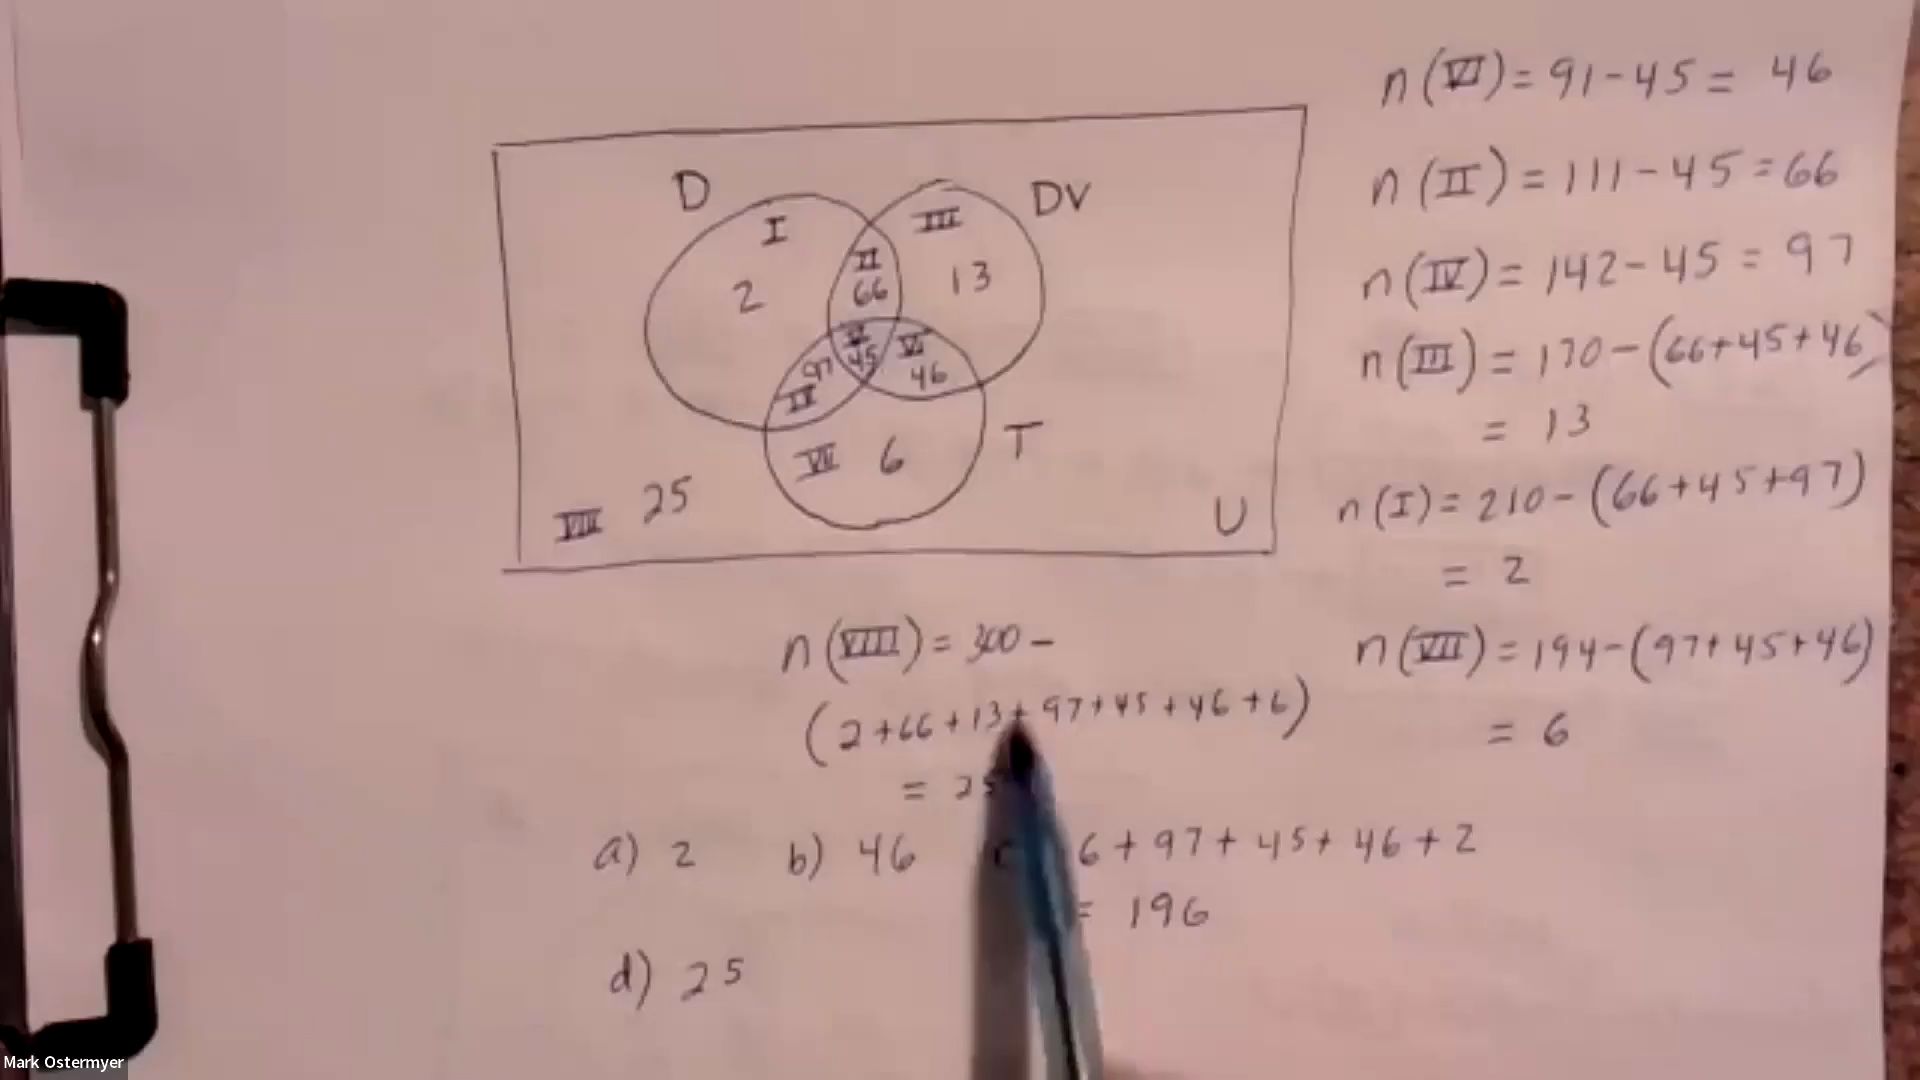 n(VI) = 91 - 45 = 46
n(II) = 111 - 45 = 66
n(IV) = 142 - 45 = 97
n(III) = 170 - (66+45+46)
= 13
n(I) = 210 - (66+45+97)
= 2
n(VII) = 194 - (97+45+46)
= 6
D
DV
I
III
II
2
66
13
V
VI
97
45
46
IV
T
VII 6
VIII 25
U
n(VIII) = 300 -
(2+66+13+97+45+46+6)
= 25
a) 2 b) 46 6+97+45+46+2
= 196
d) 25
Mark Ostermyer